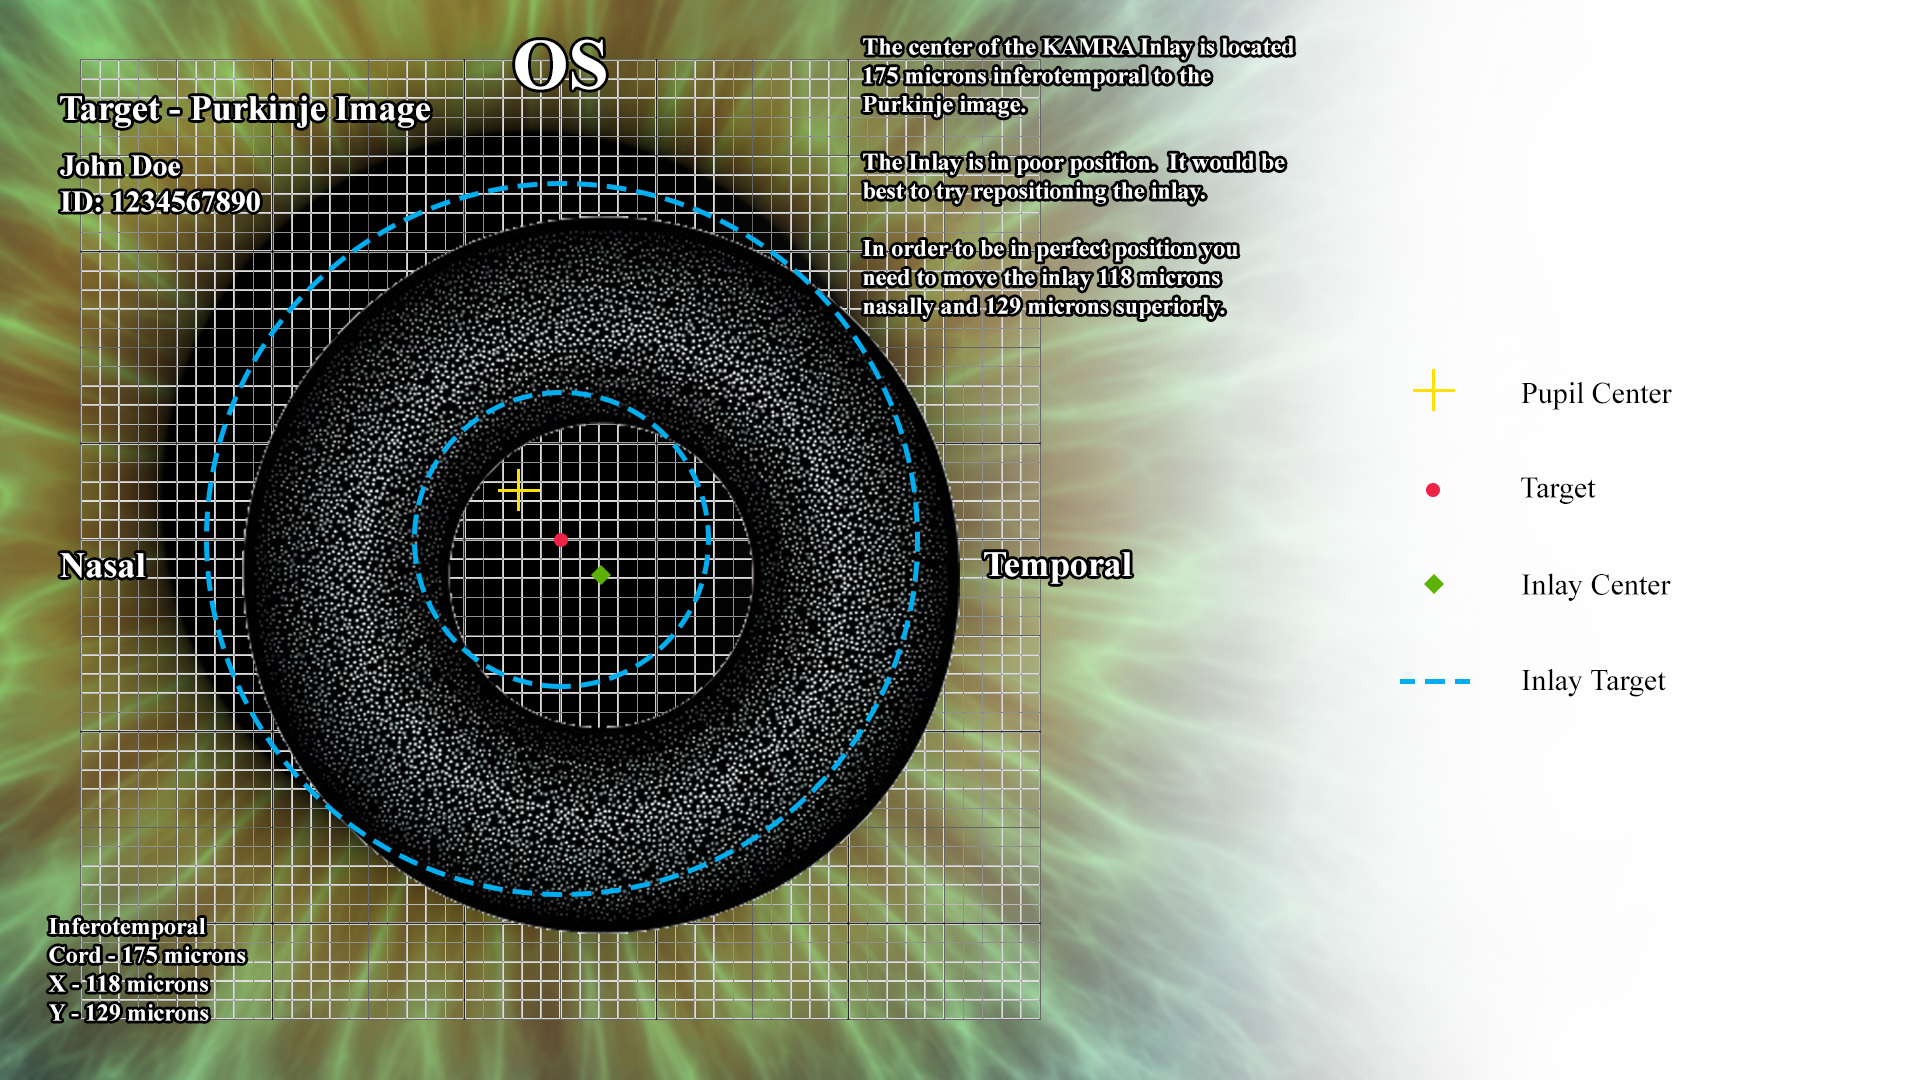 OS
Target - Purkinje Image
John Doe
ID: 1234567890
The center of the KAMRA Inlay is located
175 microns inferotemporal to the
Purkinje image.
The Inlay is in poor position.  It would be
best to try repositioning the inlay.
In order to be in perfect position you
need to move the inlay 118 microns
nasally and 129 microns superiorly.
Nasal
Temporal
Pupil Center
Target
Inlay Center
Inlay Target
Inferotemporal
Cord - 175 microns
X - 118 microns
Y - 129 microns